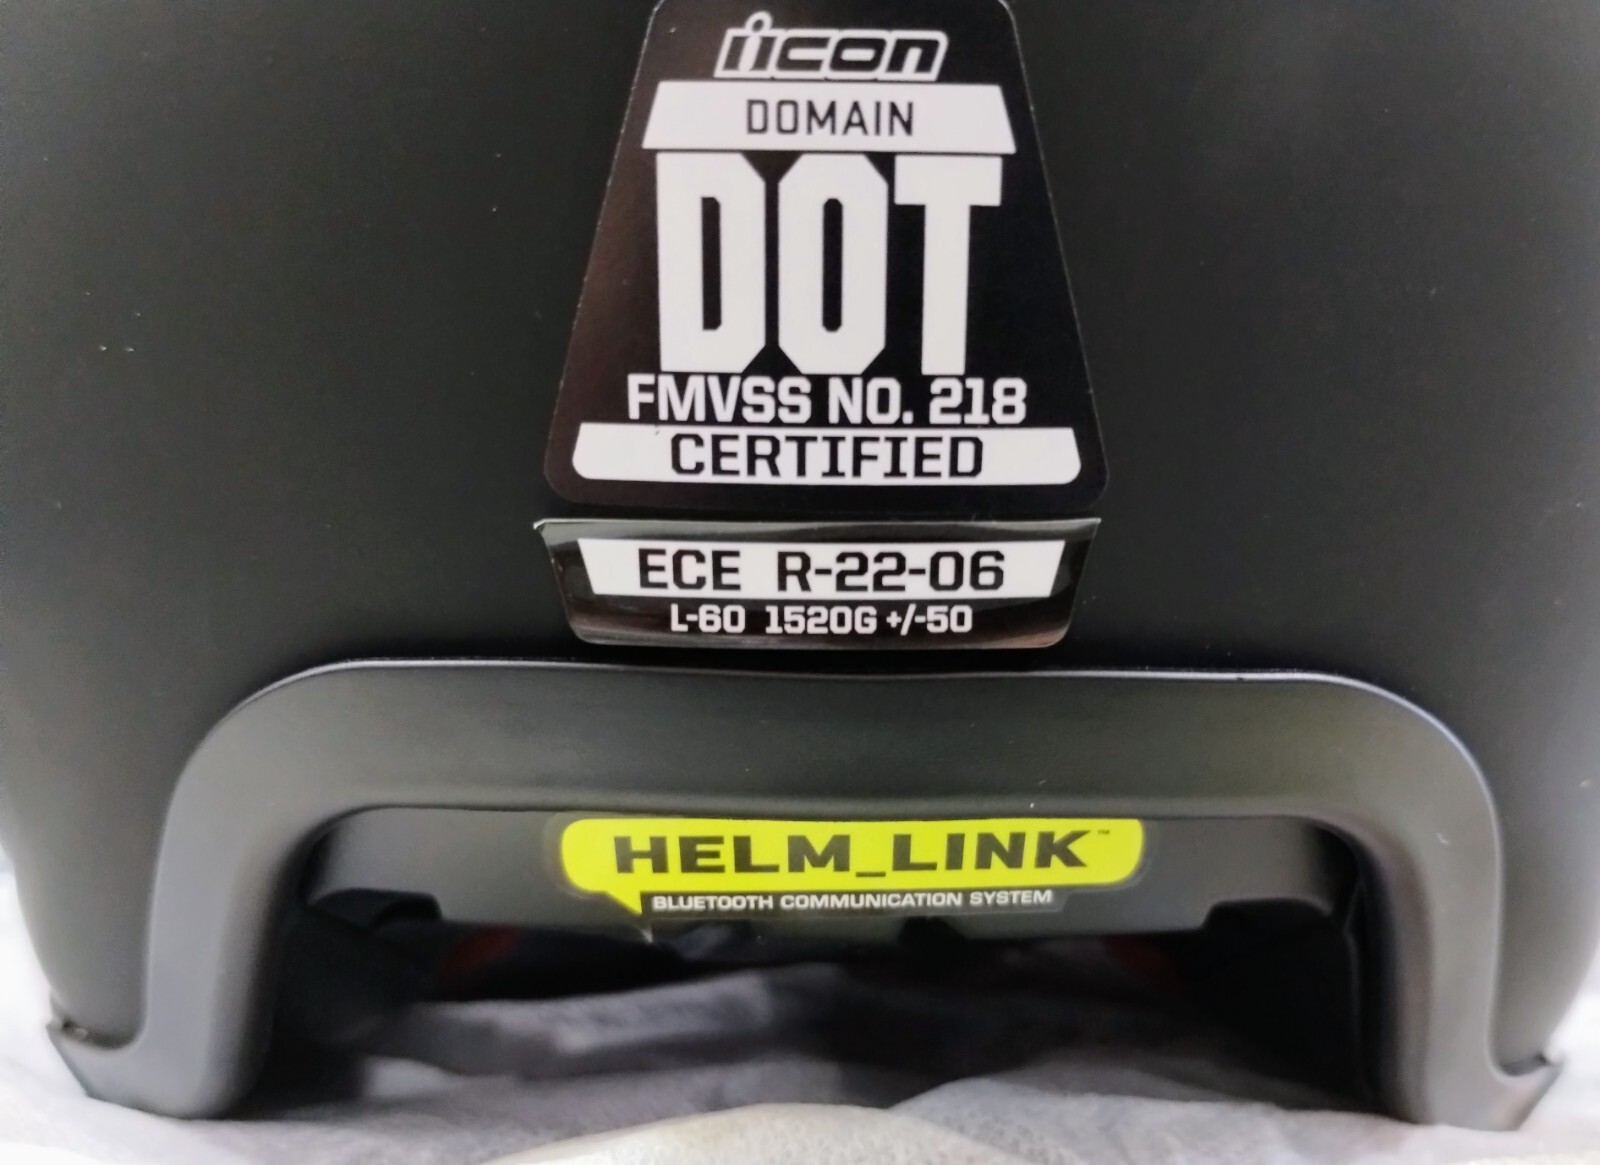 icon
DOMAIN
DOT
FMVSS NO. 218
CERTIFIED
ECE R-22-06
L-60 1520G +/-50
HELM_LINK™
BLUETOOTH COMMUNICATION SYSTEM